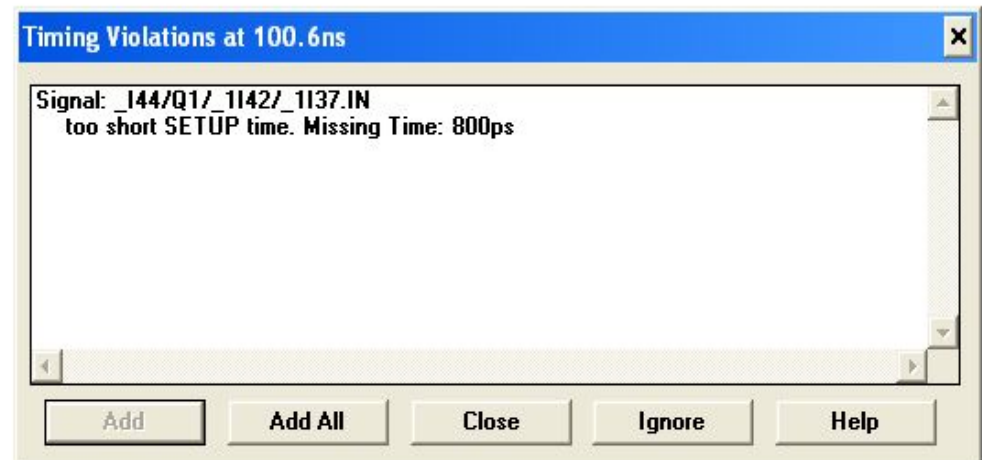 Timing Violations at 100.6ns
Signal: _I44/Q1/_1I42/_1I37.IN
too short SETUP time. Missing Time: 800ps
Add
Add All
Close
Ignore
Help